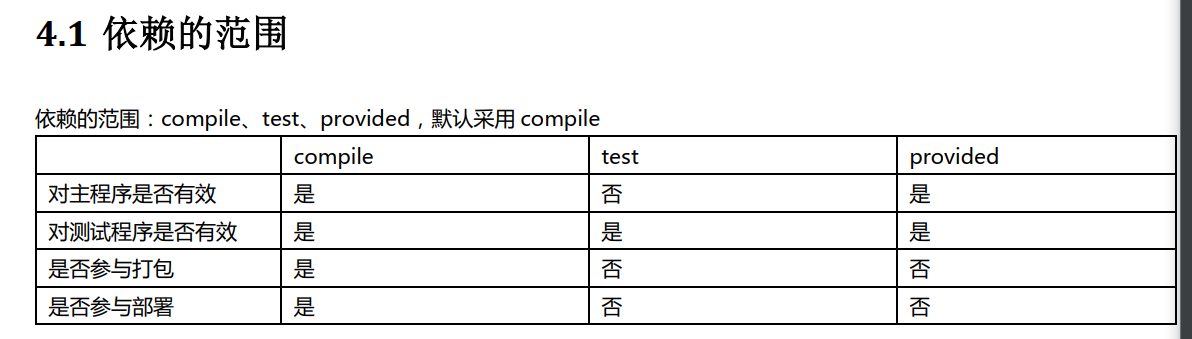 4.1 依赖的范围
依赖的范围：compile、test、provided，默认采用 compile
compile test provided
对主程序是否有效 是 否 是
对测试程序是否有效 是 是 是
是否参与打包 是 否 否
是否参与部署 是 否 否